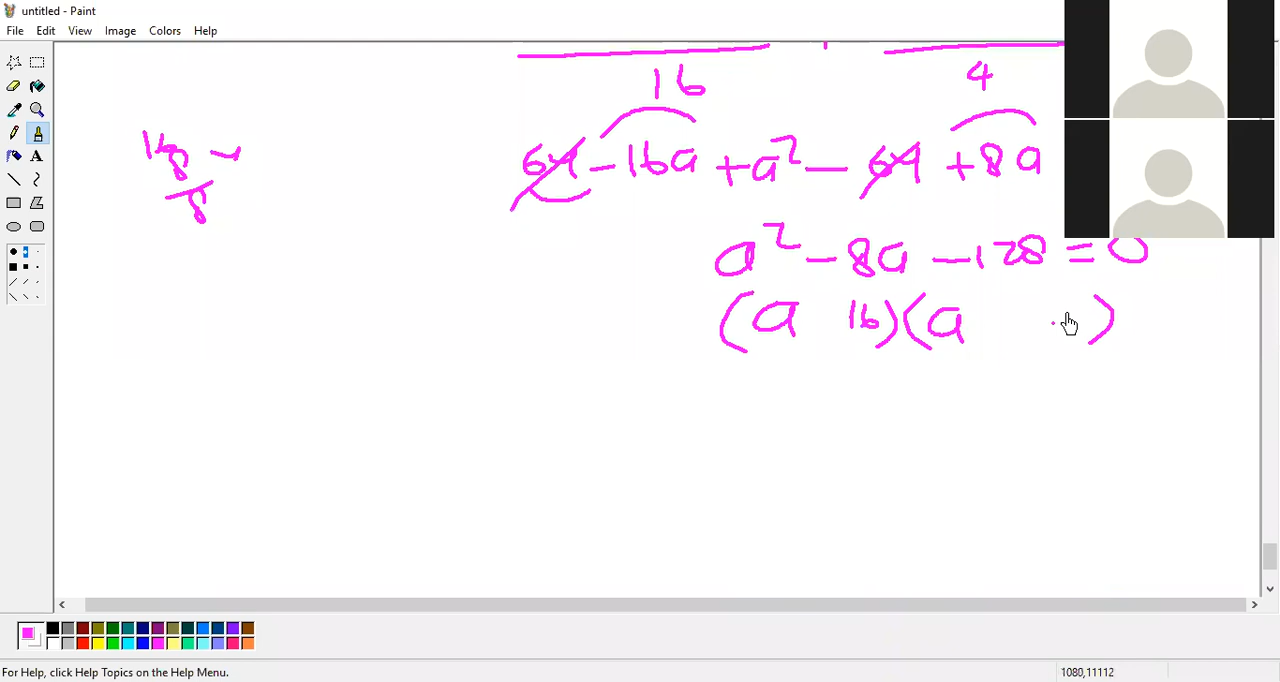 untitled - Paint
File Edit View Image Colors Help
16 4
64 - 16a + a² - 64 + 8a
a² - 8a - 128 = 0
(a 16)(a )
8
For Help, click Help Topics on the Help Menu.
1080,11112